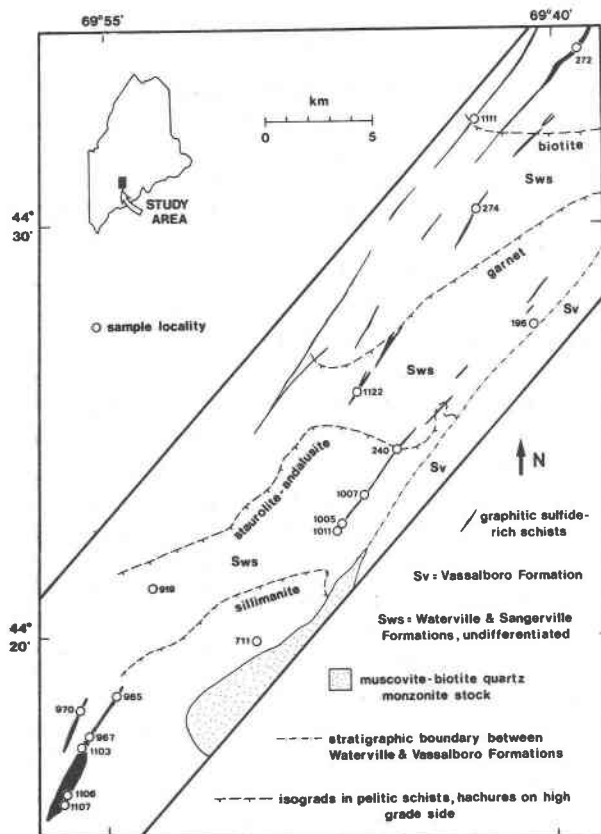 69°55'
69°40'
272
km
0 5
1111
biotite
Sws
STUDY
AREA
274
44°
30'
garnet
Sv
sample locality
196
Sws
1122
240
Sv
N
staurolite-andalusite
1007
1005
1011
graphitic sulfide-
rich schists
Sws
Sv = Vassalboro Formation
919
sillimanite
Sws = Waterville & Sangerville
Formations, undifferentiated
44°
20'
711
muscovite-biotite quartz
monzonite stock
965
970
967
1103
stratigraphic boundary between
Waterville & Vassalboro Formations
1106
1107
isograds in pelitic schists, hachures on high
grade side